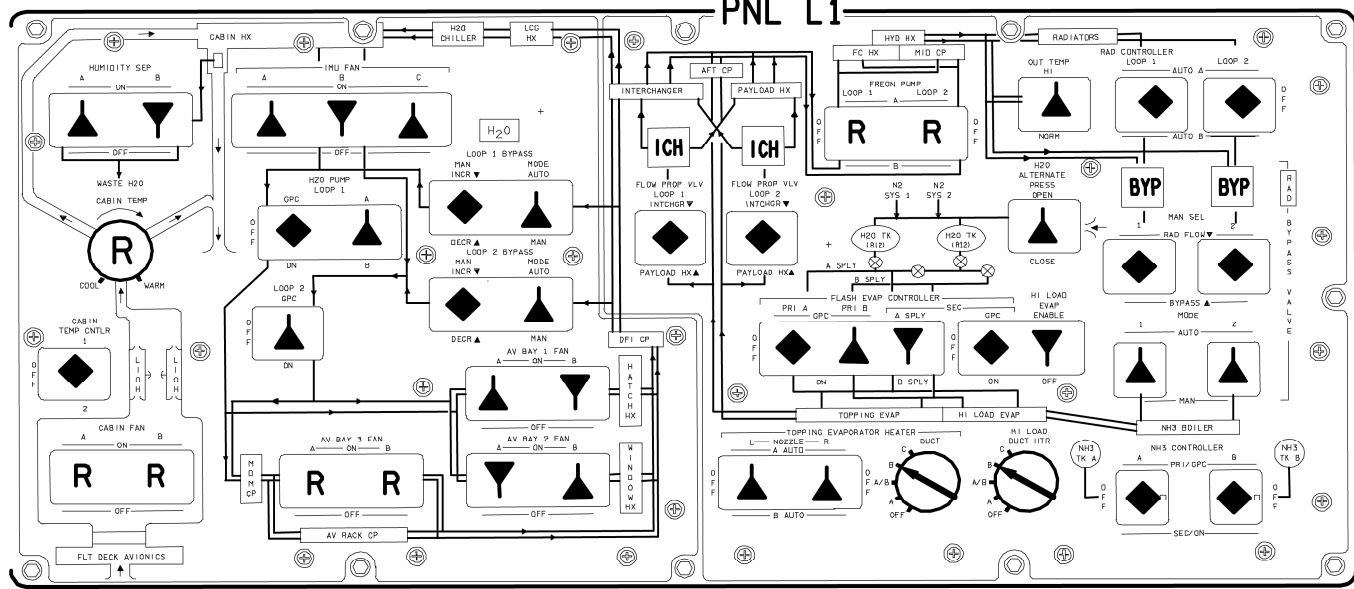 PNL L1
CABIN HX
H2O
CHILLER
LCG
HX
HUMIDITY SEP
A B
ON
OFF
WASTE H2O
CABIN TEMP
R
COOL WARM
CABIN
TEMP CNTLR
1
OFF
2
CABIN FAN
A B
ON
R R
OFF
FLT DECK AVIONICS
LIOH
LIOH
IMU FAN
A B C
ON
OFF
H2O
H2O PUMP
LOOP 1
GPC A
OFF
ON B
LOOP 2
GPC
OFF
ON
LOOP 1 BYPASS
MAN MODE
INCR ▼ AUTO
DECR ▲ MAN
LOOP 2 BYPASS
MAN MODE
INCR ▼ AUTO
DECR ▲ MAN
AV BAY 1 FAN
A ON B
OFF
AV BAY 2 FAN
A ON B
OFF
AV BAY 3 FAN
A ON B
R R
OFF
MDM CP
AV RACK CP
HATCH HX
WINDOW HX
DFI CP
INTERCHANGER
AFT CP
PAYLOAD HX
ICH ICH
FLOW PROP VLV
LOOP 1
INTCHGR ▼
PAYLOAD HX ▲
FLOW PROP VLV
LOOP 2
INTCHGR ▼
PAYLOAD HX ▲
HYD HX
FC HX MID CP
FREON PUMP
LOOP 1 LOOP 2
A
OFF
R R
OFF
B
N2
SYS 1
N2
SYS 2
H2O TK
(R12)
H2O TK
(R12)
A SPLY
B SPLY
H2O
ALTERNATE
PRESS
OPEN
CLOSE
FLASH EVAP CONTROLLER
PRI A PRI B SEC
GPC A SPLY GPC
OFF
ON B SPLY
OFF
ON
HI LOAD
EVAP
ENABLE
OFF
TOPPING EVAP HI LOAD EVAP
TOPPING EVAPORATOR HEATER
L NOZZLE R
A AUTO
OFF
OFF
B AUTO
DUCT
C
B
A/B
A
OFF
HI LOAD
DUCT HTR
C
B
A/B
A
OFF
RADIATORS
OUT TEMP
HI
NORM
RAD CONTROLLER
LOOP 1 LOOP 2
AUTO A
OFF
AUTO B
BYP BYP
MAN SEL
1 2
RAD FLOW ▼
BYPASS ▲
MODE
1 2
AUTO
MAN
RAD BYPASS VALVE
NH3 BOILER
NH3
TK A
NH3 CONTROLLER
A B
PRI/GPC
OFF
OFF
SEC/ON
NH3
TK B